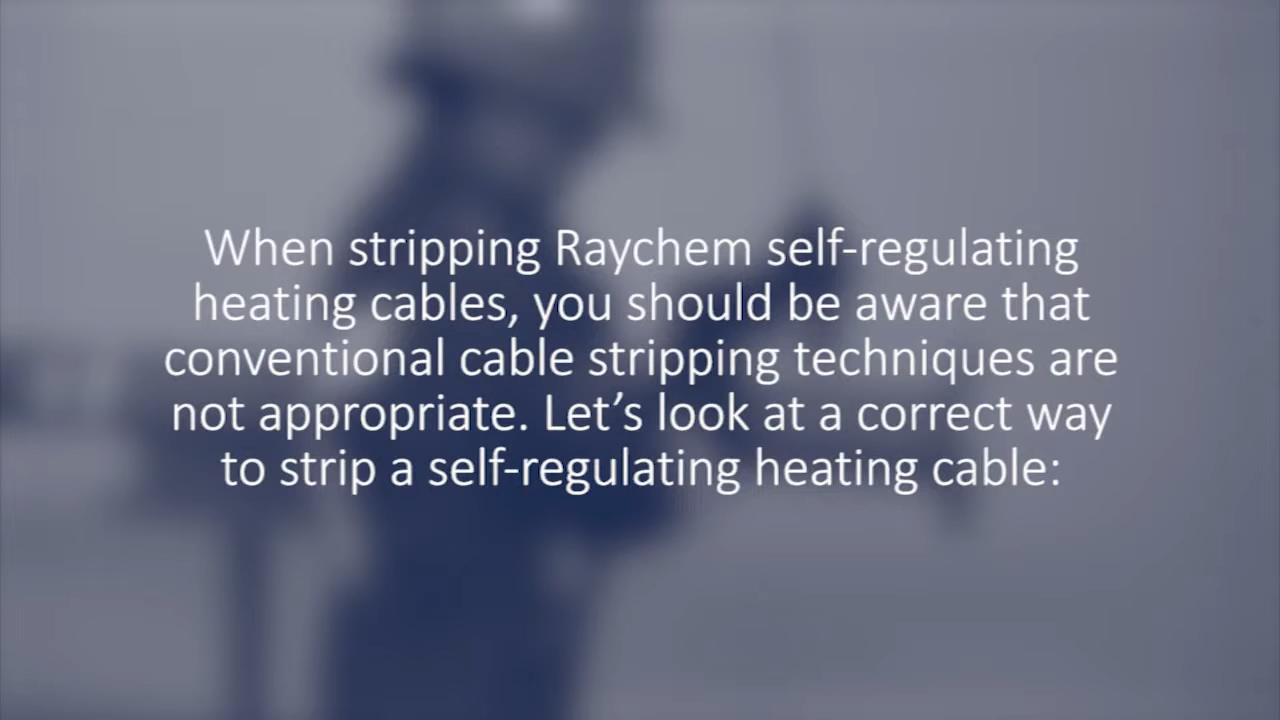 When stripping Raychem self-regulating
heating cables, you should be aware that
conventional cable stripping techniques are
not appropriate. Let’s look at a correct way
to strip a self-regulating heating cable: